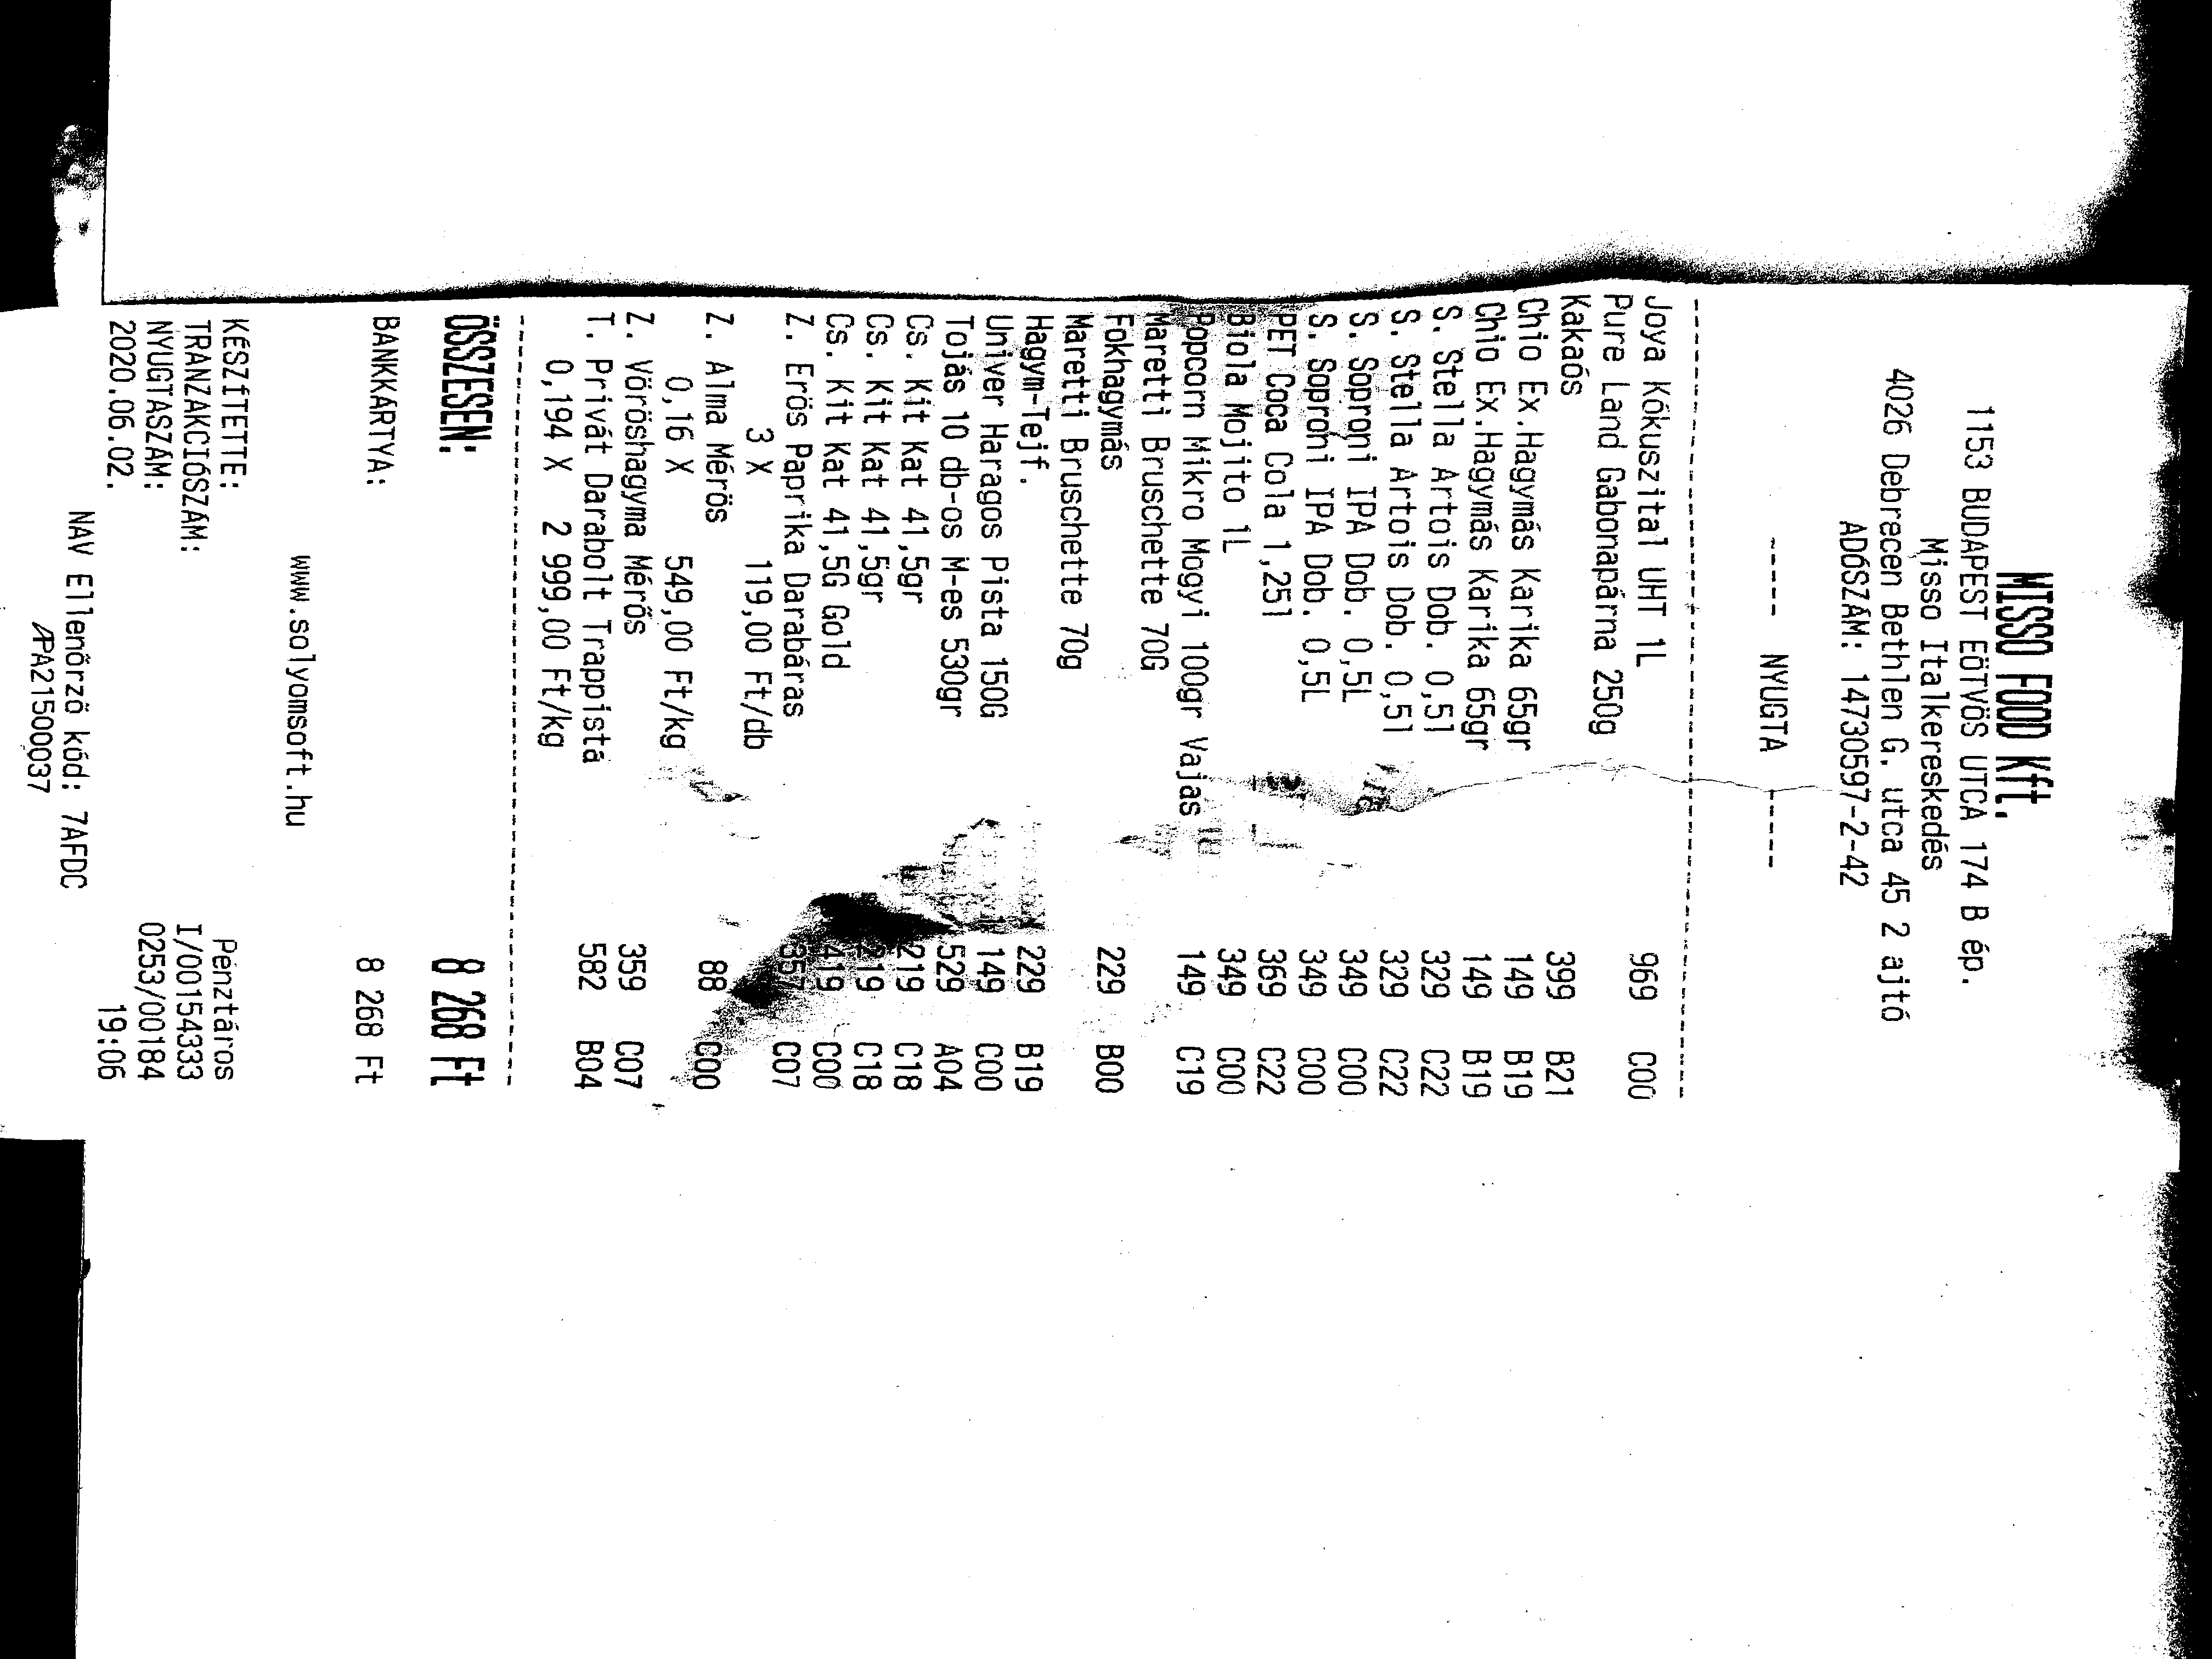 MISSO FOOD Kft.
1153 BUDAPEST EÖTVÖS UTCA 174 B ép.
Misso Italkereskedés
4026 Debrecen Bethlen G. utca 45 2 ajtó
ADÓSZÁM: 14730597-2-42
----- NYUGTA -----
Joya Kókuszital UHT 1L 969 C00
Pure Land Gabonapárna 250g
Kakaós 399 B21
Chio Ex.Hagymás Karika 65gr 149 B19
Chio Ex.Hagymás Karika 65gr 149 B19
S. Stella Artois Dob. 0,5l 329 C22
S. Stella Artois Dob. 0,5l 329 C22
S. Soproni IPA Dob. 0,5L 349 C00
S. Soproni IPA Dob. 0,5L 349 C00
PET Coca Cola 1,25l 369 C22
Biola Mojito 1L 349 C00
Popcorn Mikro Mogyi 100gr Vajas 149 C19
Maretti Bruschette 70G
Fokhagymás 229 B00
Maretti Bruschette 70g
Hagym-Tejf. 229 B19
Univer Haragos Pista 150G 149 C00
Tojás 10 db-os M-es 530gr 529 A04
Cs. Kit Kat 41,5gr 219 C18
Cs. Kit Kat 41,5gr 219 C18
Cs. Kit Kat 41,5G Gold 419 C00
Z. Erös Paprika Darabáras 357 C07
3 X 119,00 Ft/db
Z. Alma Mérös 88 C00
0,16 X 549,00 Ft/kg
Z. Vöröshagyma Mérős 359 C07
T. Privát Darabolt Trappista 582 B04
0,194 X 2 999,00 Ft/kg
ÖSSZESEN: 8 268 Ft
BANKKÁRTYA: 8 268 Ft
www.solyomsoft.hu
KÉSZÍTETTE: Pénztáros
TRANZAKCIÓSZÁM: I/00154333
NYUGTASZÁM: 0253/00184
2020.06.02. 19:06
NAV Ellenőrző kód: 7AFDC
APA21500037